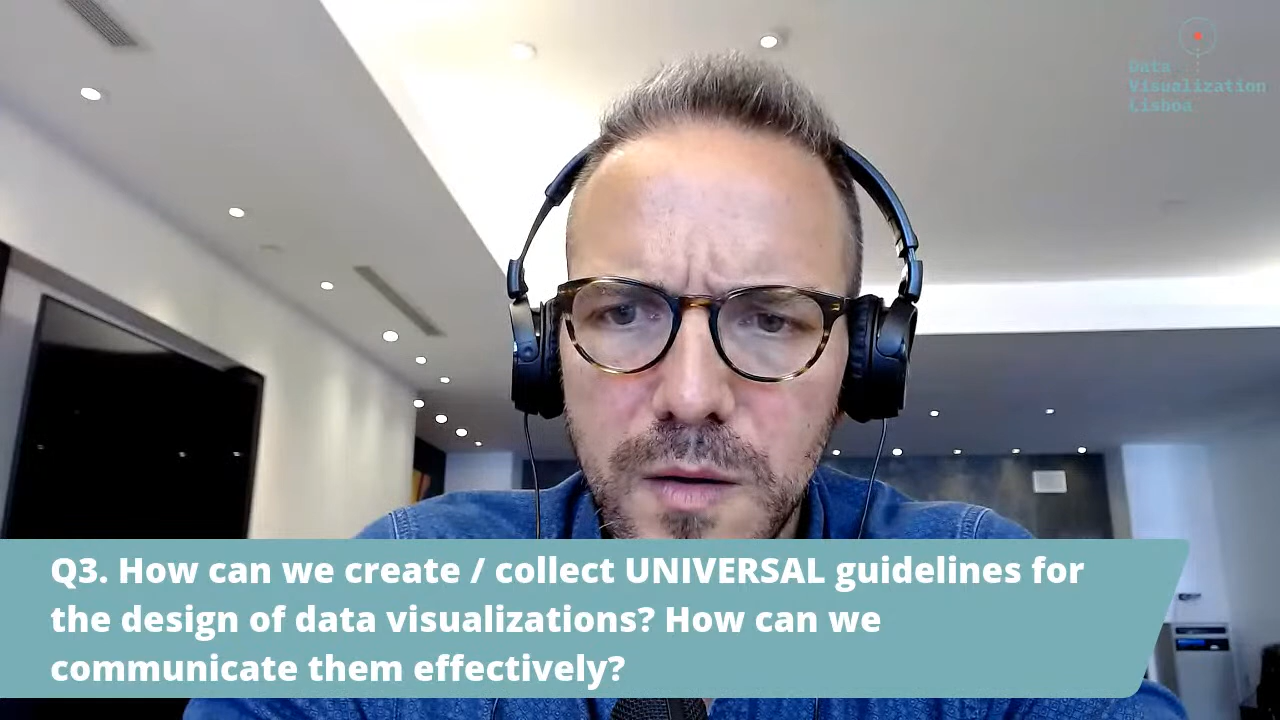 Data
Visualization
Lisboa
Q3. How can we create / collect UNIVERSAL guidelines for
the design of data visualizations? How can we
communicate them effectively?